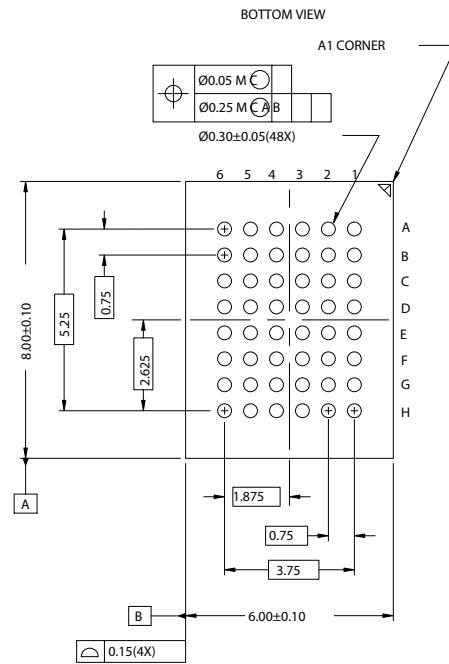 BOTTOM VIEW
A1 CORNER
Ø0.05 M C
Ø0.25 M C A B
Ø0.30±0.05(48X)
6 5 4 3 2 1
A
B
C
D
E
F
G
H
0.75
5.25
8.00±0.10
2.625
A
1.875
0.75
3.75
B
6.00±0.10
0.15(4X)